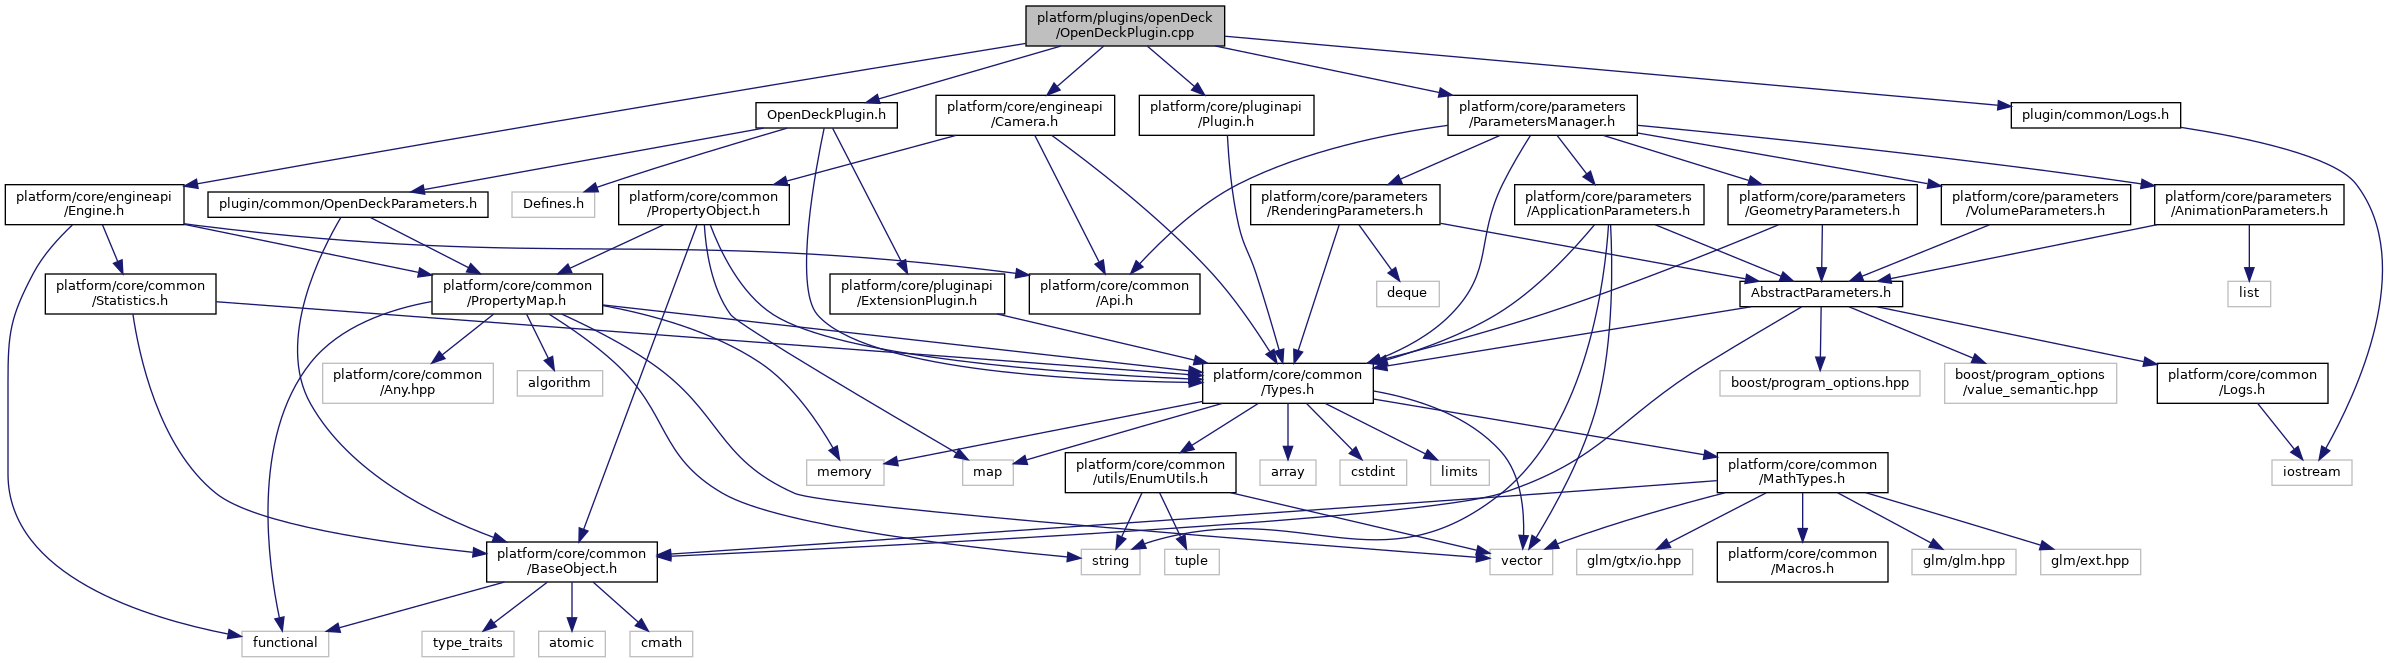 platform/plugins/openDeck
/OpenDeckPlugin.cpp
OpenDeckPlugin.h
platform/core/engineapi
/Camera.h
platform/core/pluginapi
/Plugin.h
platform/core/parameters
/ParametersManager.h
plugin/common/Logs.h
platform/core/engineapi
/Engine.h
plugin/common/OpenDeckParameters.h
Defines.h
platform/core/common
/PropertyObject.h
platform/core/parameters
/RenderingParameters.h
platform/core/parameters
/ApplicationParameters.h
platform/core/parameters
/GeometryParameters.h
platform/core/parameters
/VolumeParameters.h
platform/core/parameters
/AnimationParameters.h
platform/core/common
/Statistics.h
platform/core/common
/PropertyMap.h
platform/core/pluginapi
/ExtensionPlugin.h
platform/core/common
/Api.h
deque
AbstractParameters.h
list
platform/core/common
/Any.hpp
algorithm
platform/core/common
/Types.h
boost/program_options.hpp
boost/program_options
/value_semantic.hpp
platform/core/common
/Logs.h
memory
map
platform/core/common
/utils/EnumUtils.h
array
cstdint
limits
platform/core/common
/MathTypes.h
iostream
platform/core/common
/BaseObject.h
string
tuple
vector
glm/gtx/io.hpp
platform/core/common
/Macros.h
glm/glm.hpp
glm/ext.hpp
functional
type_traits
atomic
cmath